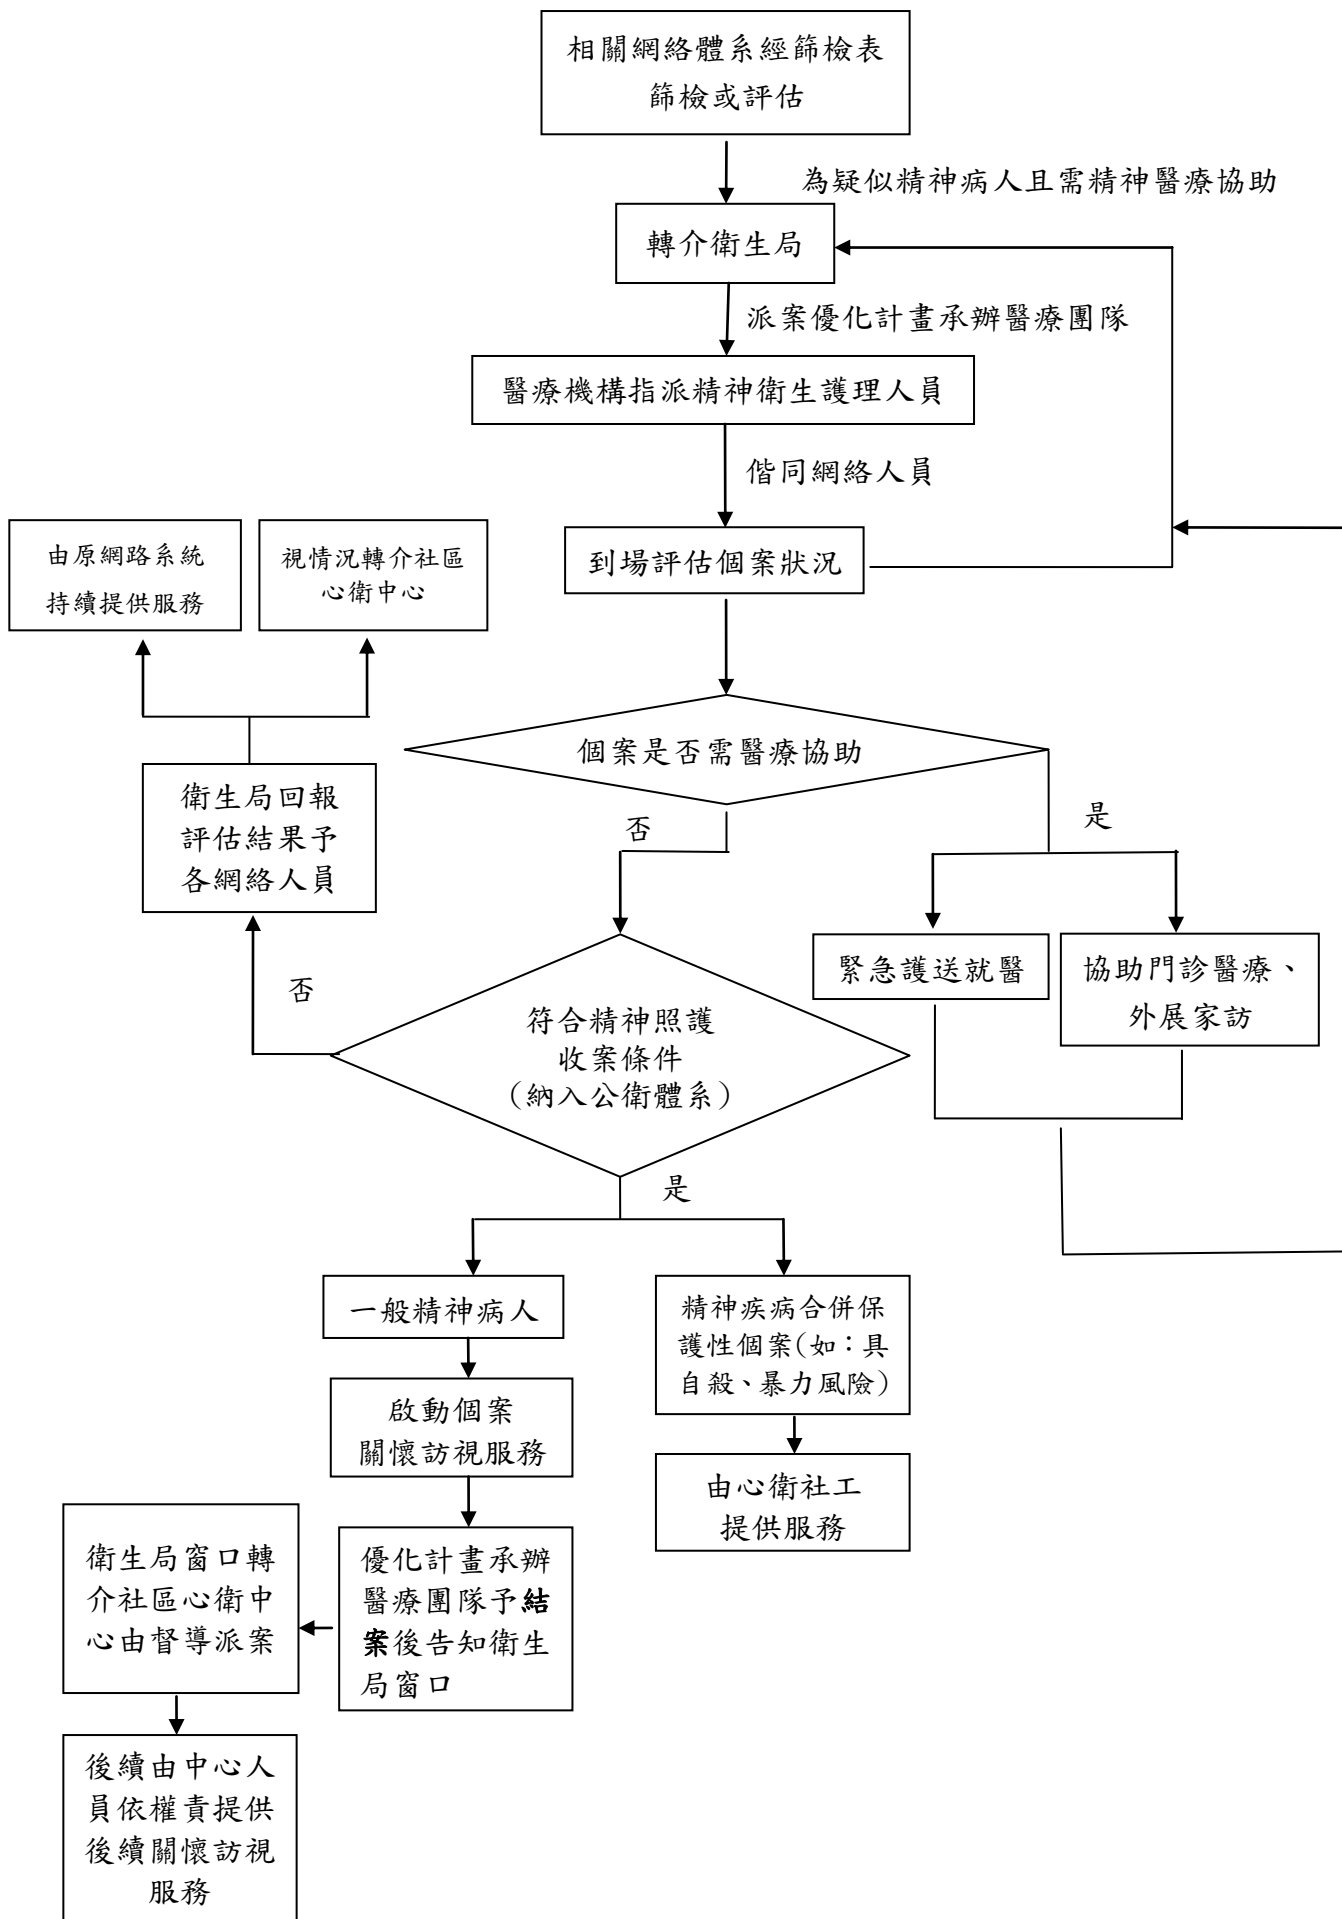 相關網絡體系經篩檢表
篩檢或評估
為疑似精神病人且需精神醫療協助
轉介衛生局
派案優化計畫承辦醫療團隊
醫療機構指派精神衛生護理人員
偕同網絡人員
到場評估個案狀況
由原網路系統
持續提供服務
視情況轉介社區
心衛中心
個案是否需醫療協助
衛生局回報
評估結果予
各網絡人員
否
是
緊急護送就醫
協助門診醫療、
外展家訪
否
符合精神照護
收案條件
（納入公衛體系）
是
一般精神病人
精神疾病合併保
護性個案(如：具
自殺、暴力風險)
啟動個案
關懷訪視服務
由心衛社工
提供服務
衛生局窗口轉
介社區心衛中
心由督導派案
優化計畫承辦
醫療團隊予結
案後告知衛生
局窗口
後續由中心人
員依權責提供
後續關懷訪視
服務